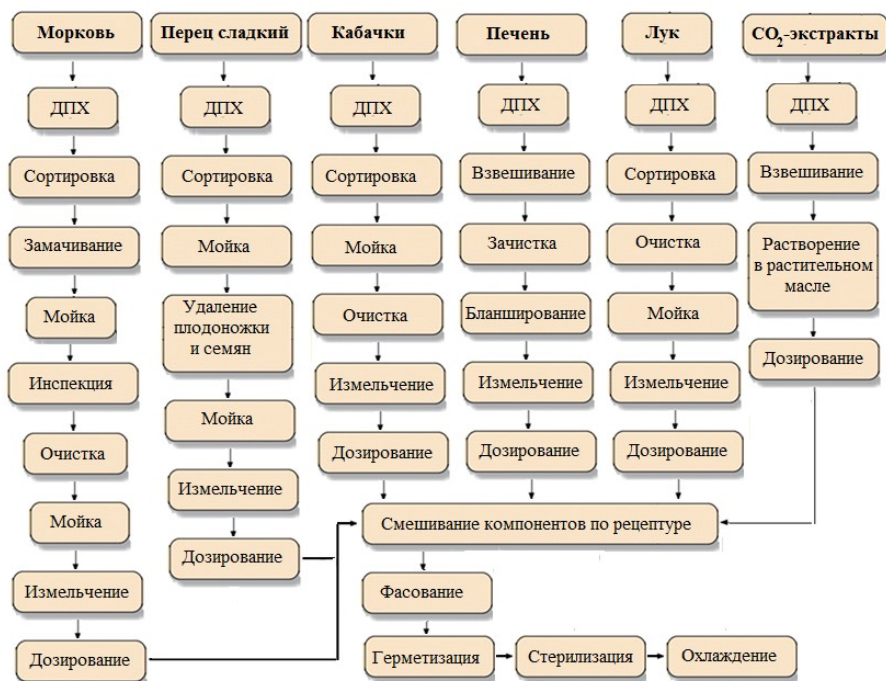 Морковь
ДПХ
Сортировка
Замачивание
Мойка
Инспекция
Очистка
Мойка
Измельчение
Дозирование
Перец сладкий
ДПХ
Сортировка
Мойка
Удаление
плодоножки
и семян
Мойка
Измельчение
Дозирование
Кабачки
ДПХ
Сортировка
Мойка
Очистка
Измельчение
Дозирование
Печень
ДПХ
Взвешивание
Зачистка
Бланширование
Измельчение
Дозирование
Лук
ДПХ
Сортировка
Очистка
Мойка
Измельчение
Дозирование
CO₂-экстракты
ДПХ
Взвешивание
Растворение
в растительном
масле
Дозирование
Смешивание компонентов по рецептуре
Фасование
Герметизация
Стерилизация
Охлаждение